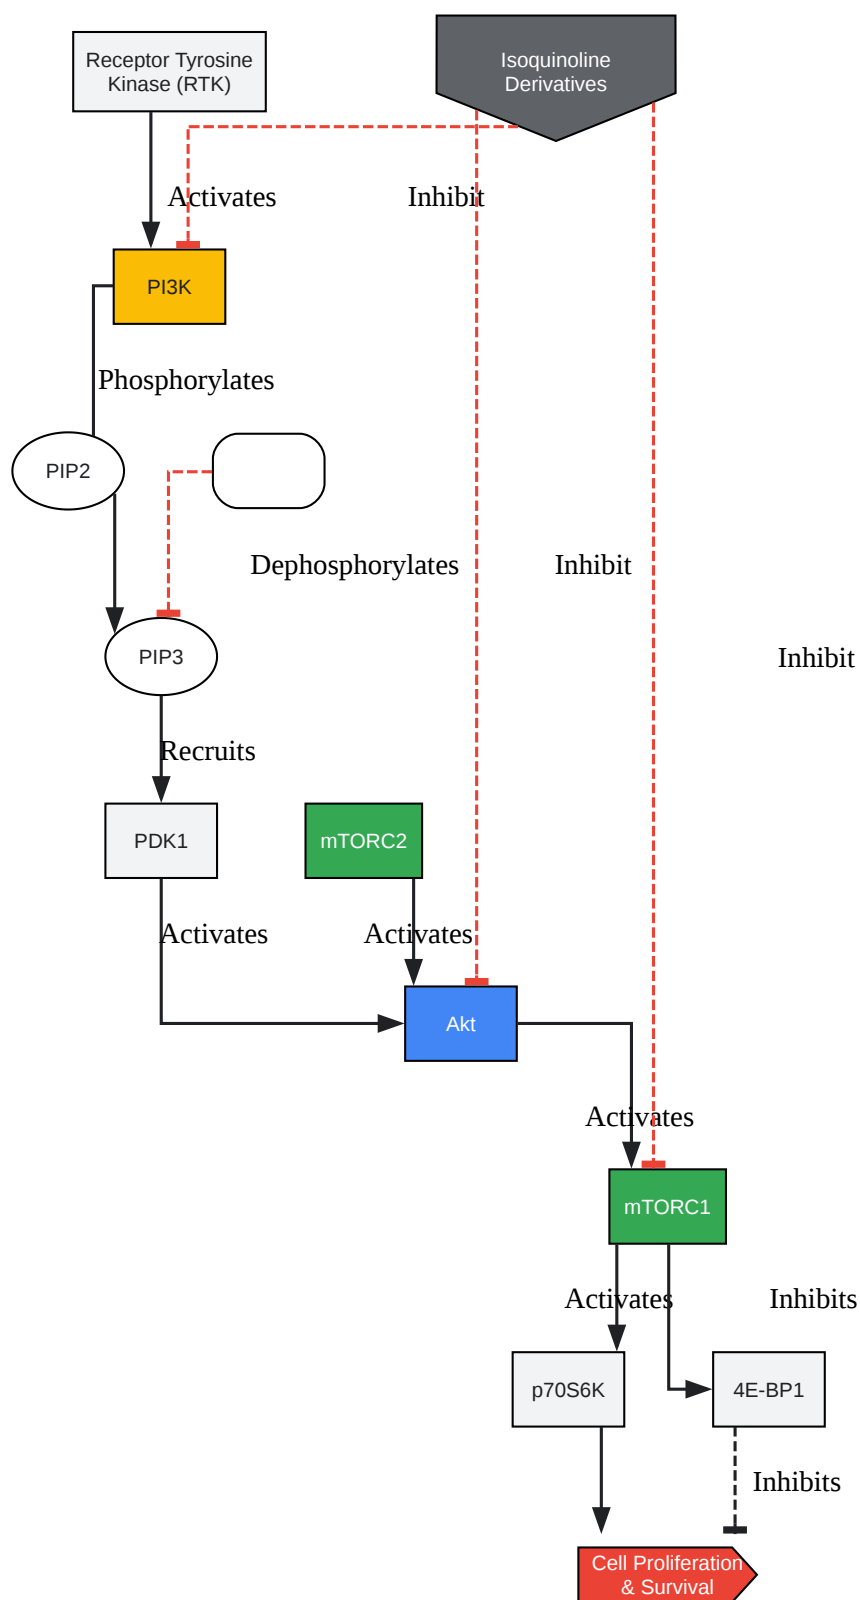 Receptor Tyrosine
Kinase (RTK)
Isoquinoline
Derivatives
Activates
Inhibit
PI3K
Phosphorylates
PIP2
Dephosphorylates
Inhibit
PIP3
Inhibit
Recruits
PDK1
mTORC2
Activates
Activates
Akt
Activates
mTORC1
Activates
Inhibits
p70S6K
4E-BP1
Inhibits
Cell Proliferation
& Survival